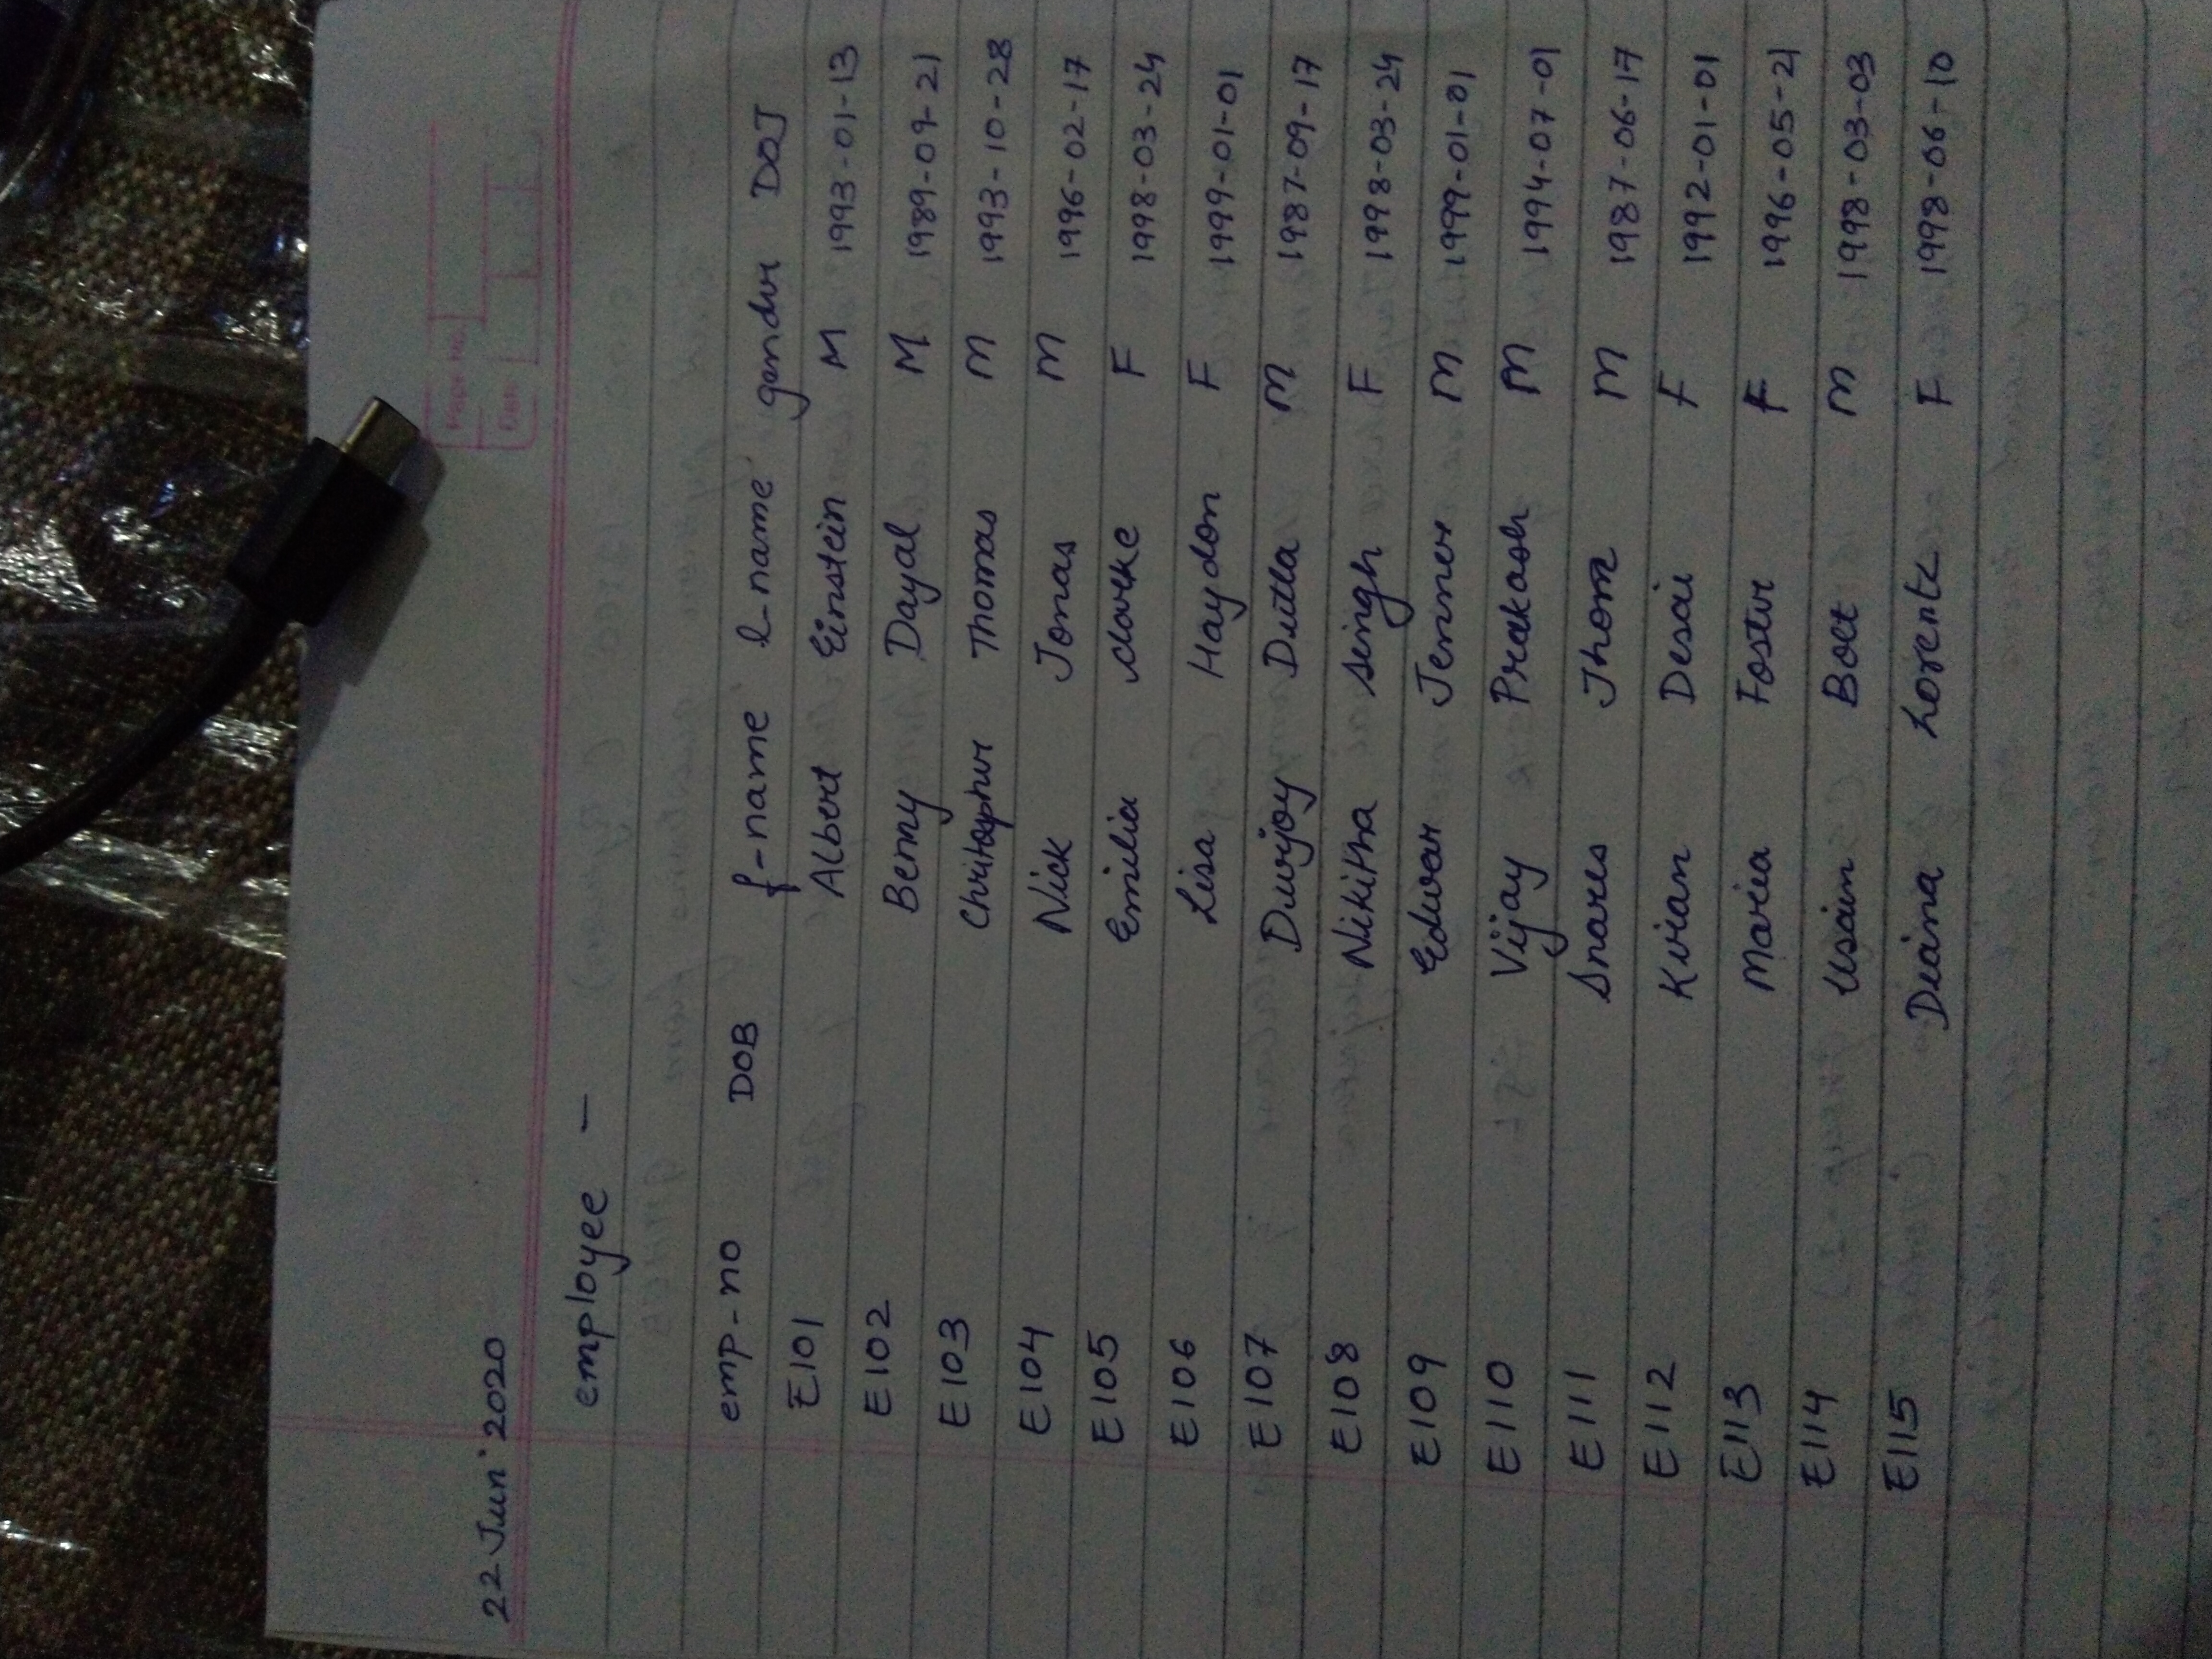 Page No.
Date
22 Jun' 2020
employee —
emp-no DOB f-name l-name gender DOJ
E101 Albert Einstein M 1993-01-13
E102 Benny Dayal M 1989-09-21
E103 Chritospher Thomas M 1993-10-28
E104 Nick Jonas M 1996-02-17
E105 Emilia clarke F 1998-03-24
E106 Lisa Haydon F 1999-01-01
E107 Dwijoy Dutta M 1987-09-17
E108 Nikitha Singh F 1998-03-24
E109 Edwar Jenner M 1999-01-01
E110 Vijay Prakash M 1994-07-01
E111 Snares Thom M 1987-06-17
E112 Kiran Desai F 1992-01-01
E113 Maria Foster F 1996-05-21
E114 Usain Bolt M 1998-03-03
E115 Diana F 1998-06-10